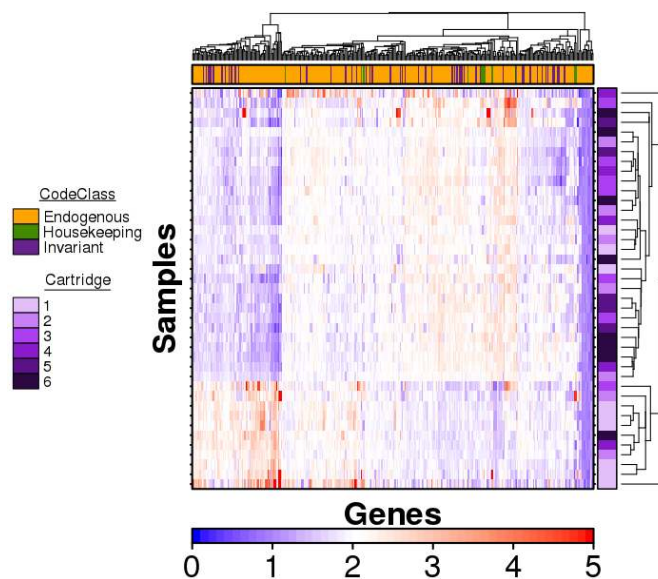 CodeClass
Endogenous
Housekeeping
Invariant
Cartridge
1
2
3
4
5
6
Samples
Genes
0 1 2 3 4 5